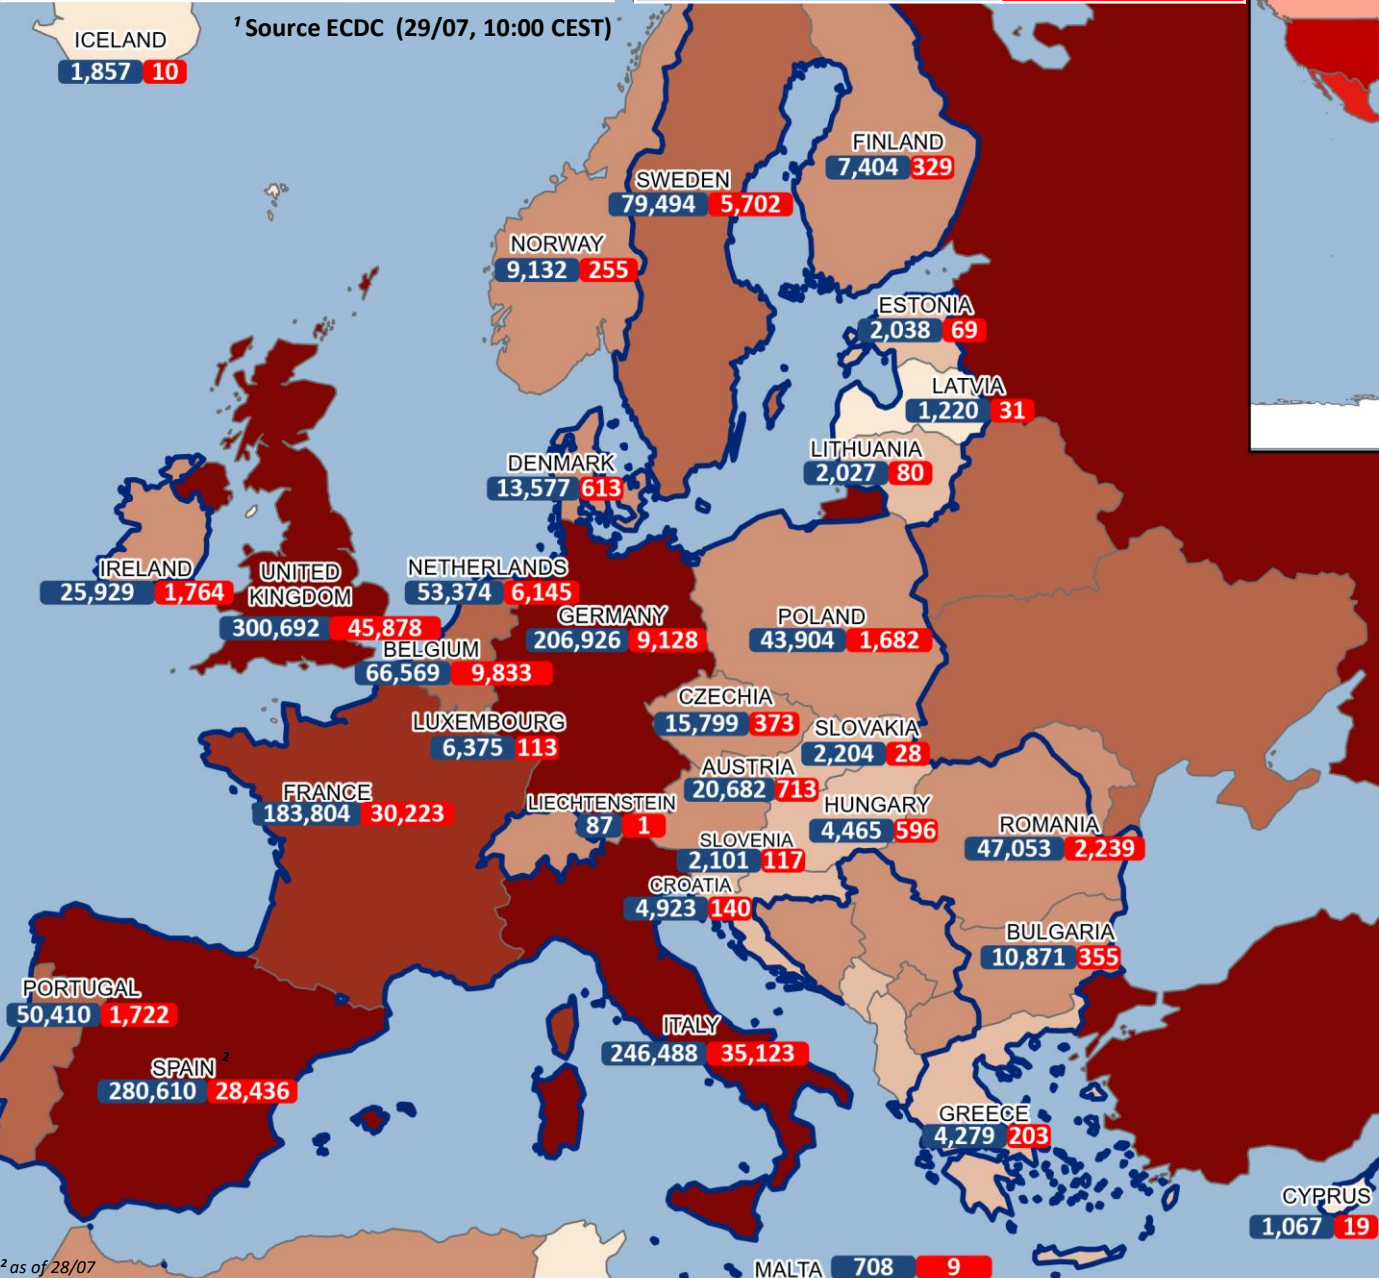 ¹ Source ECDC (29/07, 10:00 CEST)
ICELAND
1,857 10
FINLAND
7,404 329
SWEDEN
79,494 5,702
NORWAY
9,132 255
ESTONIA
2,038 69
LATVIA
1,220 31
LITHUANIA
2,027 80
DENMARK
13,577 613
IRELAND
25,929 1,764
UNITED
KINGDOM
300,692 45,878
NETHERLANDS
53,374 6,145
GERMANY
206,926 9,128
POLAND
43,904 1,682
BELGIUM
66,569 9,833
CZECHIA
15,799 373
LUXEMBOURG
6,375 113
SLOVAKIA
2,204 28
AUSTRIA
20,682 713
FRANCE
183,804 30,223
LIECHTENSTEIN
87 1
HUNGARY
4,465 596
ROMANIA
47,053 2,239
SLOVENIA
2,101 117
CROATIA
4,923 140
BULGARIA
10,871 355
PORTUGAL
50,410 1,722
ITALY
246,488 35,123
SPAIN ²
280,610 28,436
GREECE
4,279 203
CYPRUS
1,067 19
MALTA 708 9
² as of 28/07